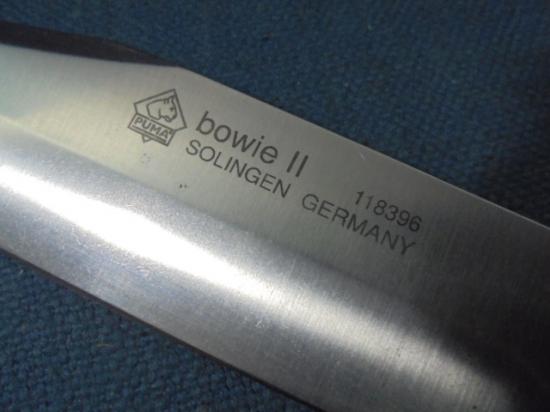 PUMA
bowie II
118396
SOLINGEN GERMANY